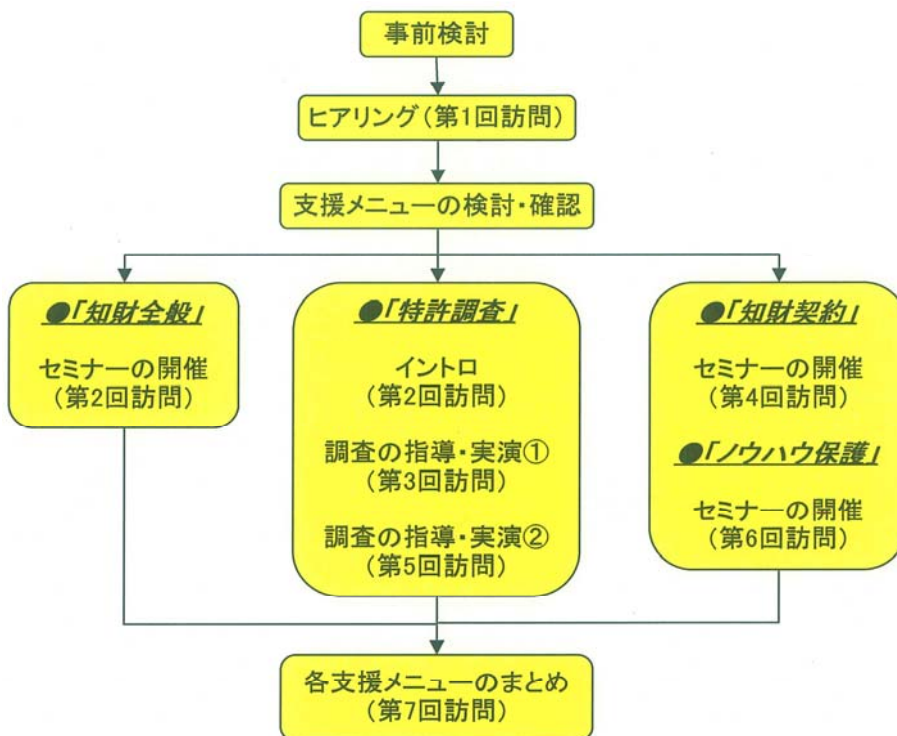 事前検討
ヒアリング(第1回訪問)
支援メニューの検討・確認
●「知財全般」
セミナーの開催
(第2回訪問)
●「特許調査」
イントロ
(第2回訪問)
調査の指導・実演①
(第3回訪問)
調査の指導・実演②
(第5回訪問)
●「知財契約」
セミナーの開催
(第4回訪問)
●「ノウハウ保護」
セミナーの開催
(第6回訪問)
各支援メニューのまとめ
(第7回訪問)